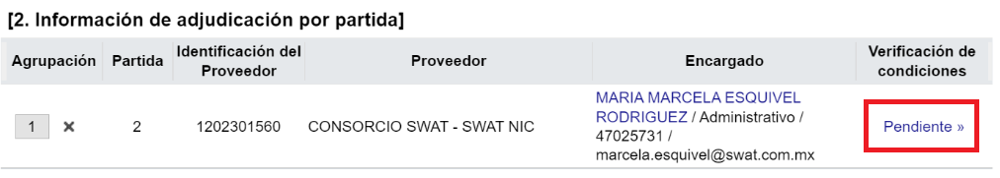 [2. Información de adjudicación por partida]
Agrupación Partida Identificación del Proveedor Proveedor Encargado Verificación de condiciones
1 x 2 1202301560 CONSORCIO SWAT - SWAT NIC MARIA MARCELA ESQUIVEL
RODRIGUEZ / Administrativo /
47025731 /
marcela.esquivel@swat.com.mx
Pendiente »